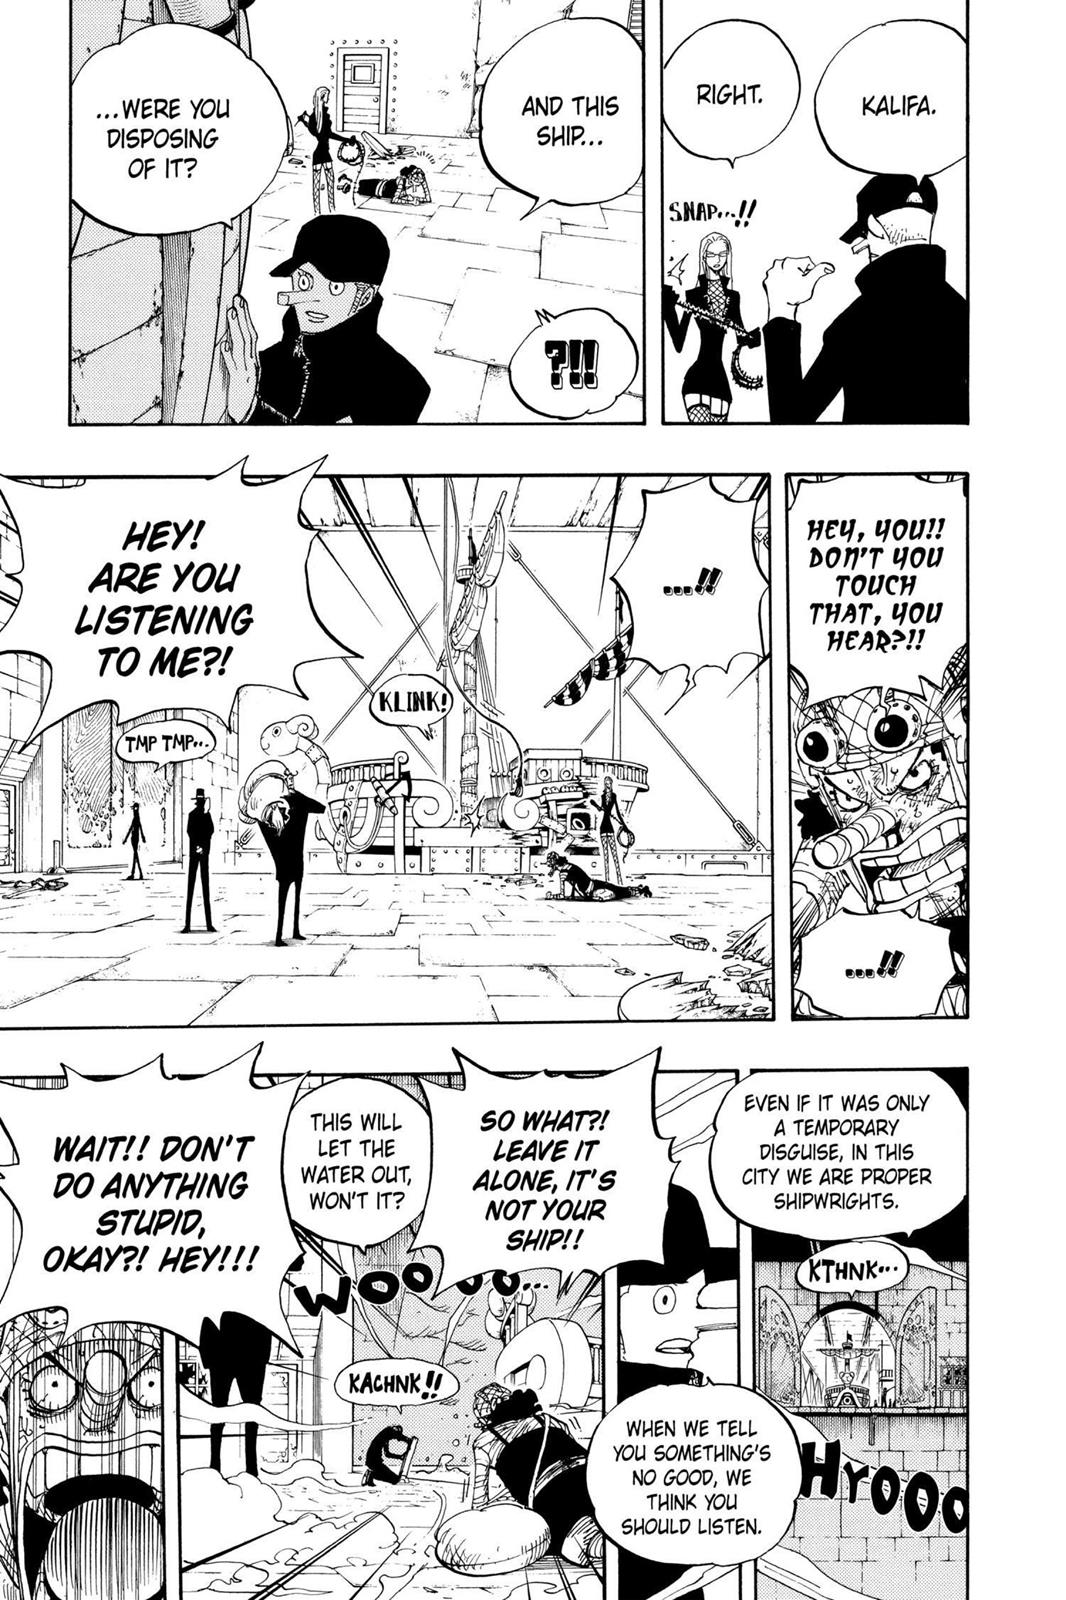 KALIFA.
RIGHT.
SNAP...!!
AND THIS
SHIP...
...WERE YOU
DISPOSING
OF IT?
?!!!
HEY, YOU!!
DON'T YOU
TOUCH
THAT, YOU
HEAR?!!
...!!
...!!
KLINK!
HEY!
ARE YOU
LISTENING
TO ME?!
TMP TMP...
EVEN IF IT WAS ONLY
A TEMPORARY
DISGUISE, IN THIS
CITY WE ARE PROPER
SHIPWRIGHTS.
KTHNK...
HYOOO
WHEN WE TELL
YOU SOMETHING'S
NO GOOD, WE
THINK YOU
SHOULD LISTEN.
SO WHAT?!
LEAVE IT
ALONE, IT'S
NOT YOUR
SHIP!!
THIS WILL
LET THE
WATER OUT,
WON'T IT?
WOOOOO...
KACHNK!!
WAIT!! DON'T
DO ANYTHING
STUPID,
OKAY?! HEY!!!